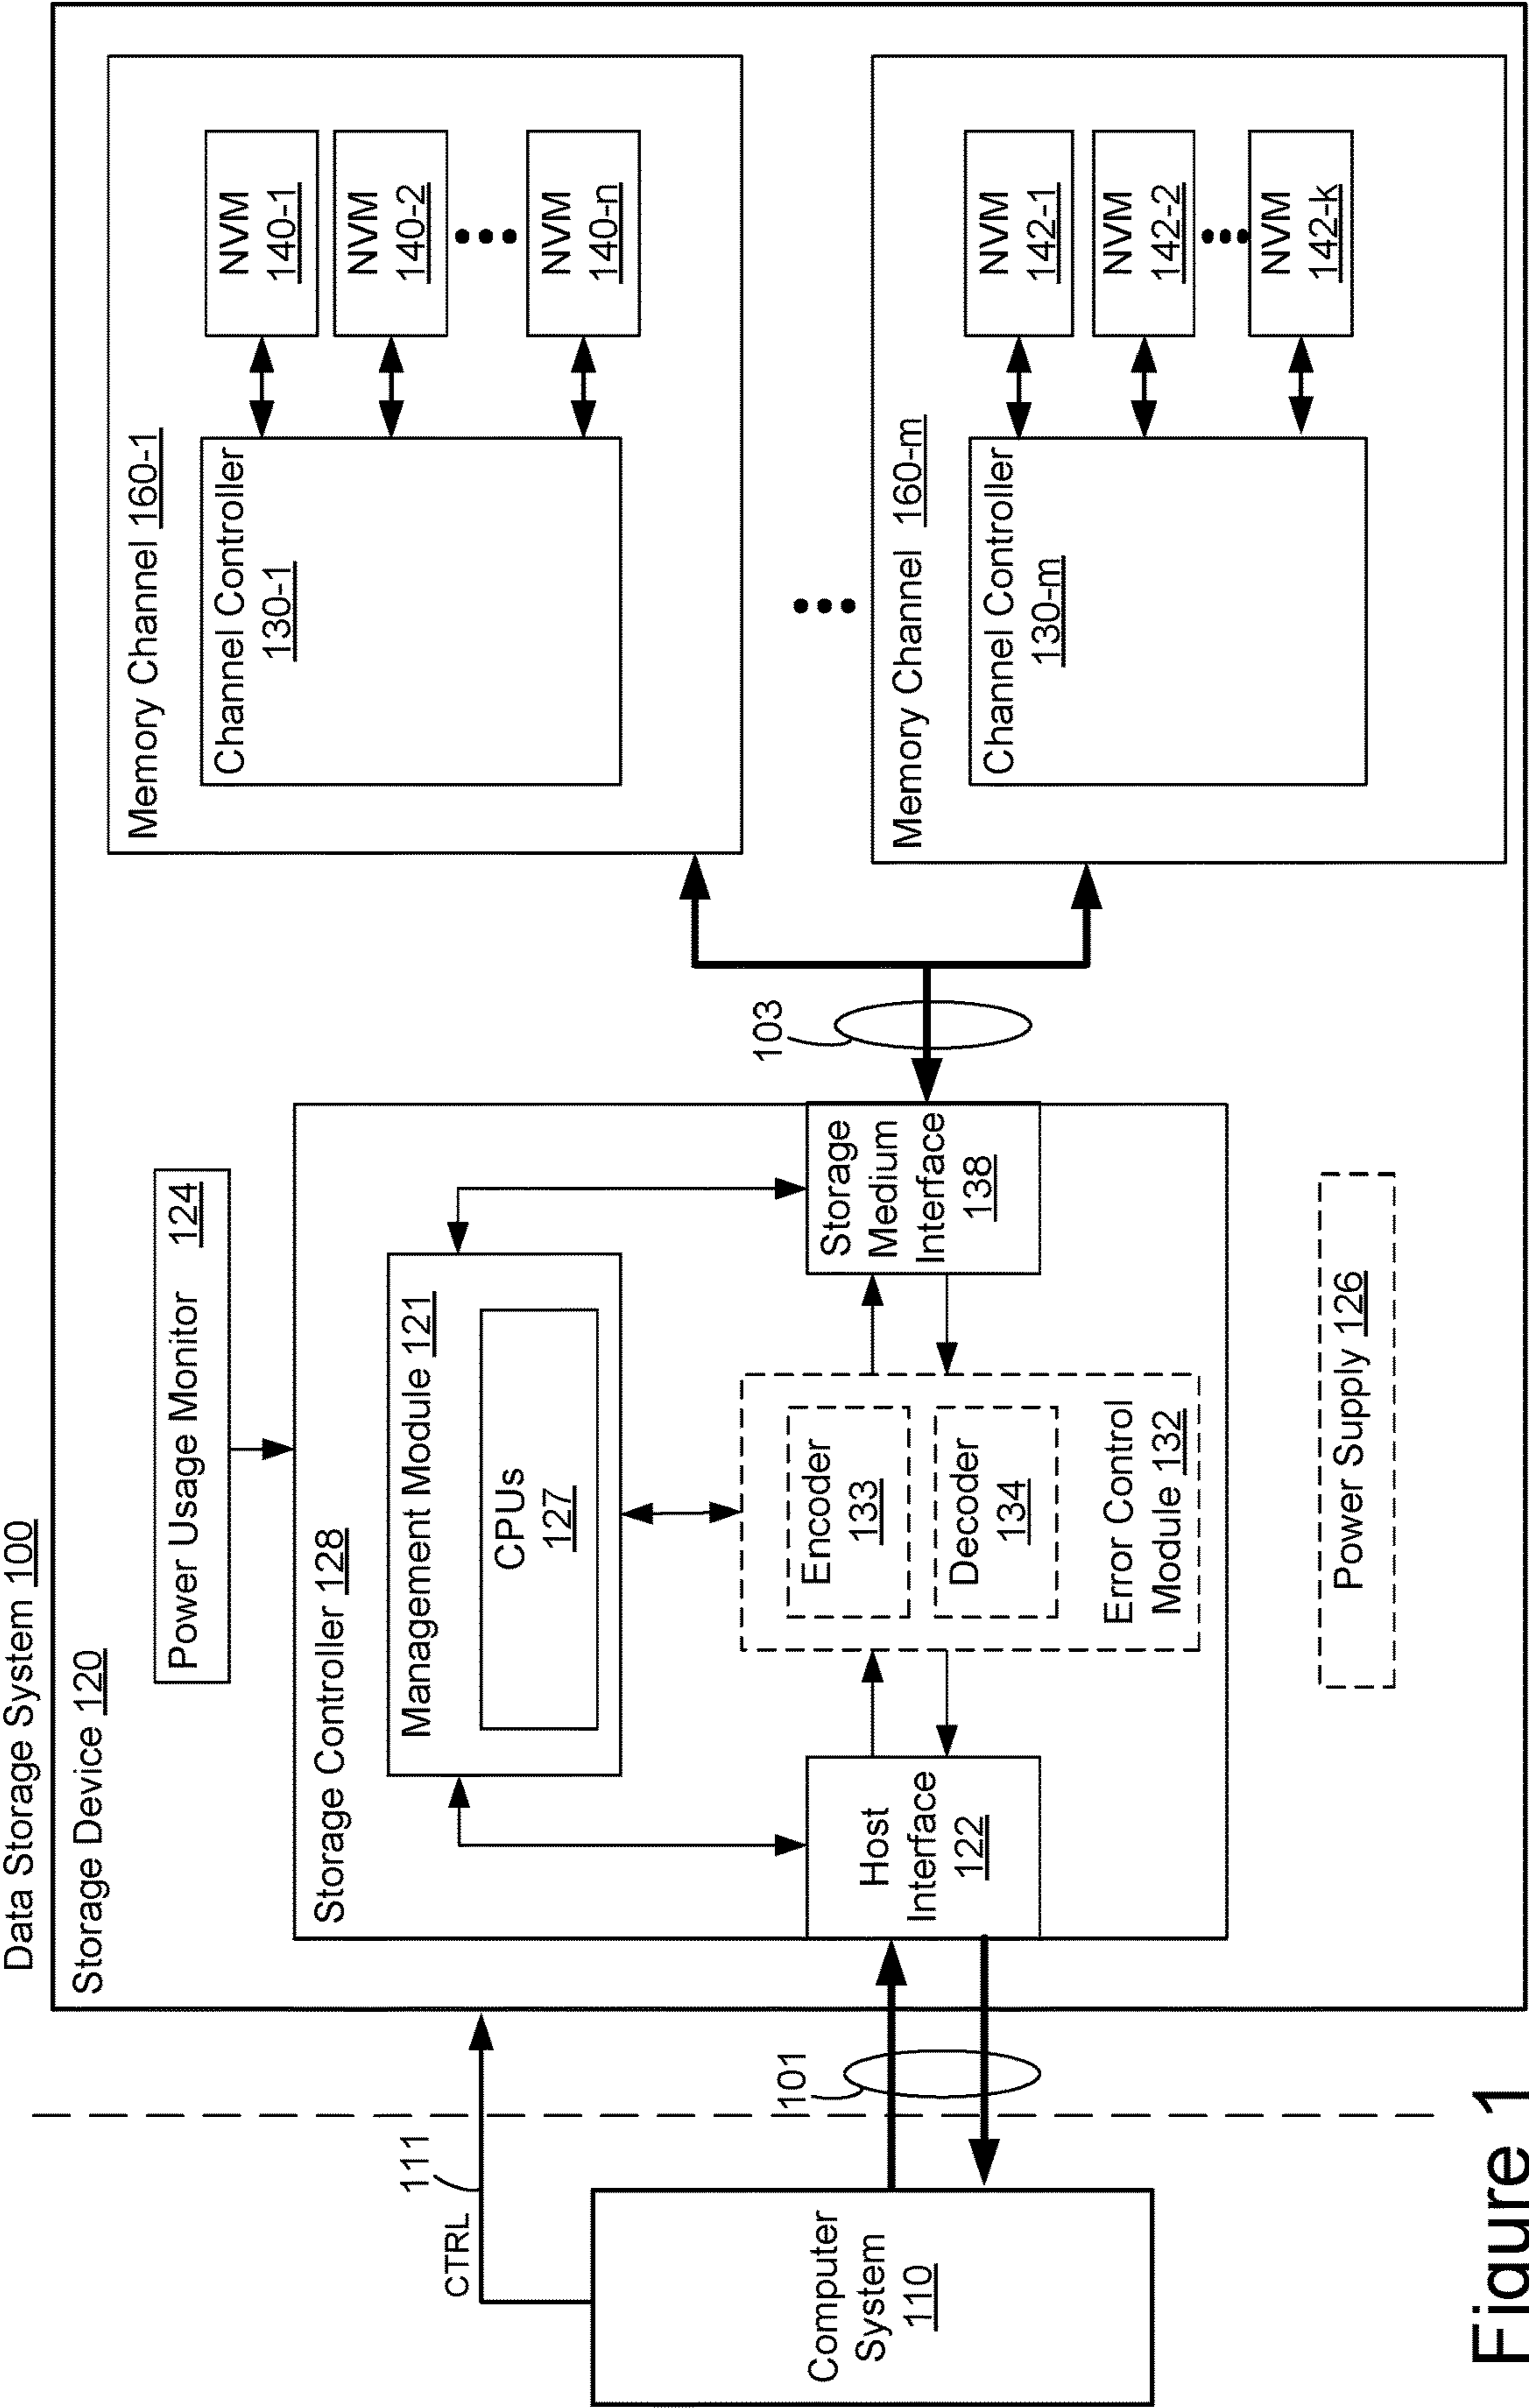 Data Storage System 100
Storage Device 120
Power Usage Monitor 124
Storage Controller 128
Management Module 121
CPUs
127
Host
Interface
122
Encoder
133
Decoder
134
Error Control
Module 132
Storage
Medium
Interface
138
Power Supply 126
CTRL
111
101
103
Computer
System
110
Memory Channel 160-1
Channel Controller
130-1
NVM
140-1
NVM
140-2
NVM
140-n
Memory Channel 160-m
Channel Controller
130-m
NVM
142-1
NVM
142-2
NVM
142-k
Figure 1